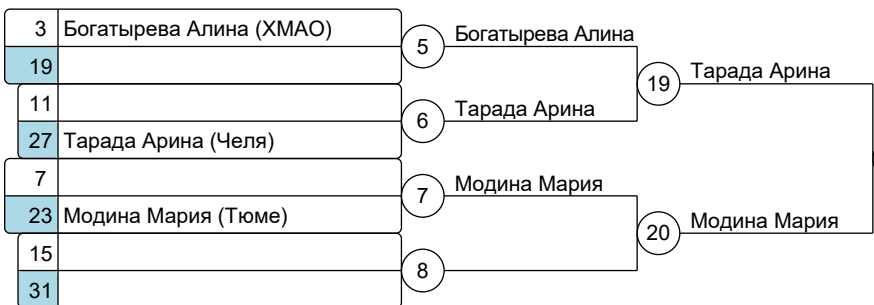 3 Богатырева Алина (ХМАО)
5 Богатырева Алина
19
19 Тарада Арина
11
6 Тарада Арина
27 Тарада Арина (Челя)
7
7 Модина Мария
23 Модина Мария (Тюме)
20 Модина Мария
15
8
31